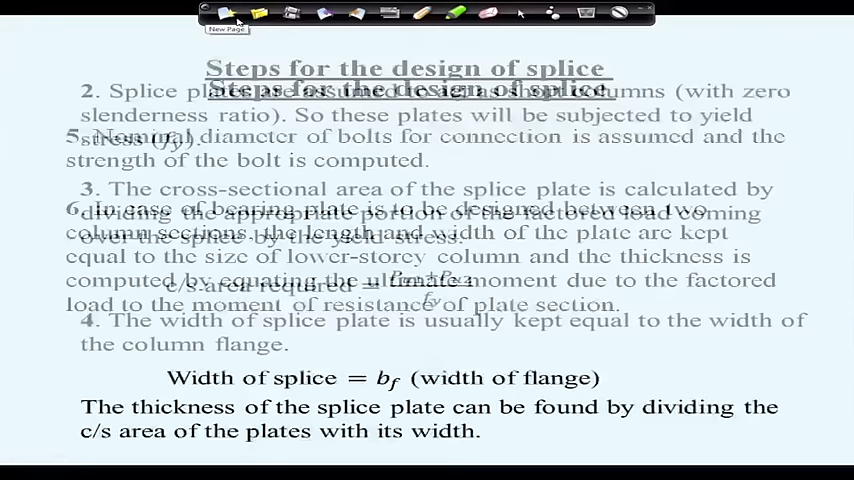 New Page
Steps for the design of splice
Steps for the design of splice
2. Splice plates are assumed to act as short columns (with zero
slenderness ratio). So these plates will be subjected to yield
stress (fy).
5. Nominal diameter of bolts for connection is assumed and the
strength of the bolt is computed.
3. The cross-sectional area of the splice plate is calculated by
dividing the appropriate portion of the factored load coming
over the splice by the yield stress.
6. In case of bearing plate is to be designed between two
column sections, the length and width of the plate are kept
equal to the size of lower-storey column and the thickness is
computed by equating the ultimate moment due to the factored
load to the moment of resistance of plate section.
c/s area required =
fy
4. The width of splice plate is usually kept equal to the width of
the column flange.
Width of splice = bf (width of flange)
The thickness of the splice plate can be found by dividing the
c/s area of the plates with its width.